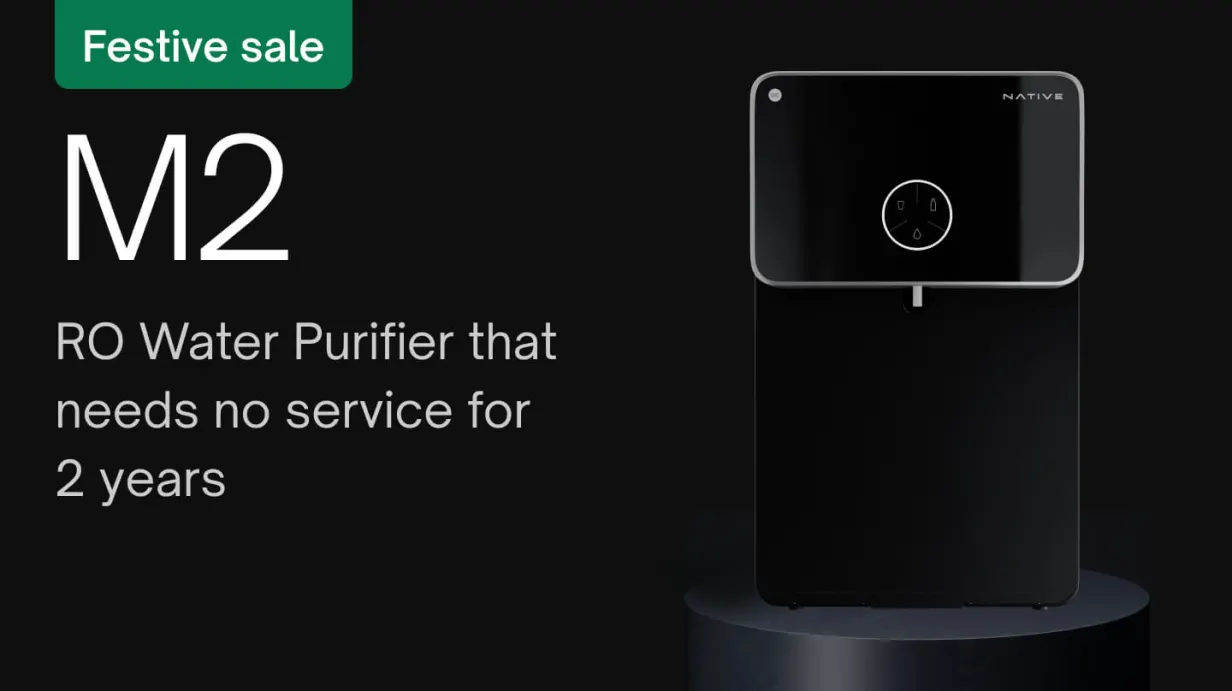 Festive sale
M2
NATIVE
RO Water Purifier that
needs no service for
2 years